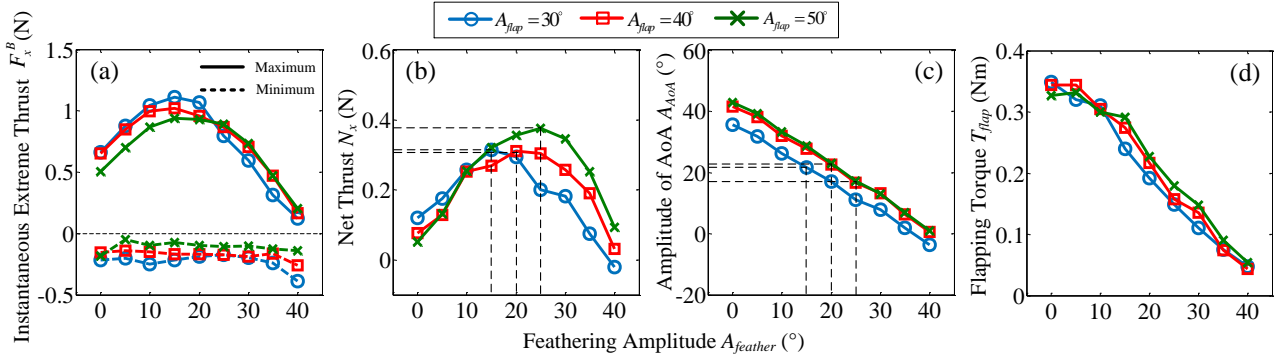 A_flap = 30° A_flap = 40° A_flap = 50°
Instantaneous Extreme Thrust F_x^B (N)
1.5
1
0.5
0
-0.5
(a)
Maximum
Minimum
0 10 20 30 40
Net Thrust N_x (N)
0.6
0.4
0.2
0
(b)
0 10 20 30 40
Amplitude of AoA A_AoA (°)
60
40
20
0
-20
(c)
0 10 20 30 40
Flapping Torque T_flap (Nm)
0.4
0.3
0.2
0.1
0
(d)
0 10 20 30 40
Feathering Amplitude A_feather (°)